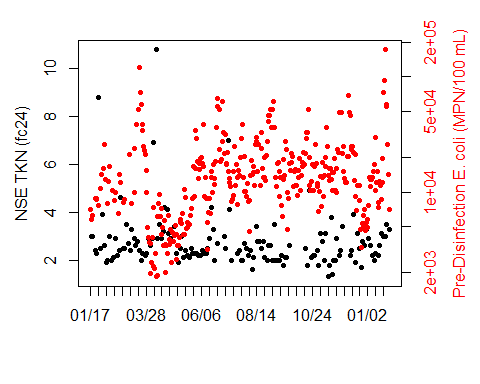 NSE TKN (fc24)
10
8
6
4
2
01/17 03/28 06/06 08/14 10/24 01/02
2e+05
5e+04
1e+04
2e+03
Pre-Disinfection E. coli (MPN/100 mL)